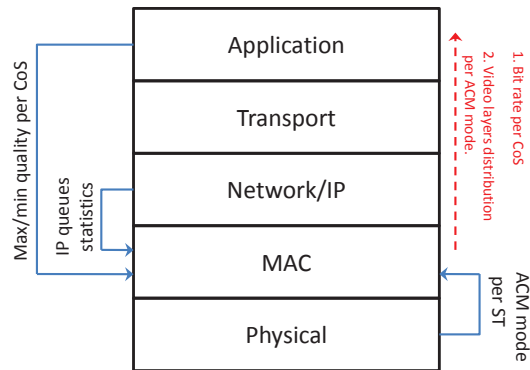 Application
Transport
Network/IP
MAC
Physical
Max/min quality per CoS
IP queues
statistics
1. Bit rate per CoS
2. Video layers distribution
per ACM mode.
ACM mode
per ST